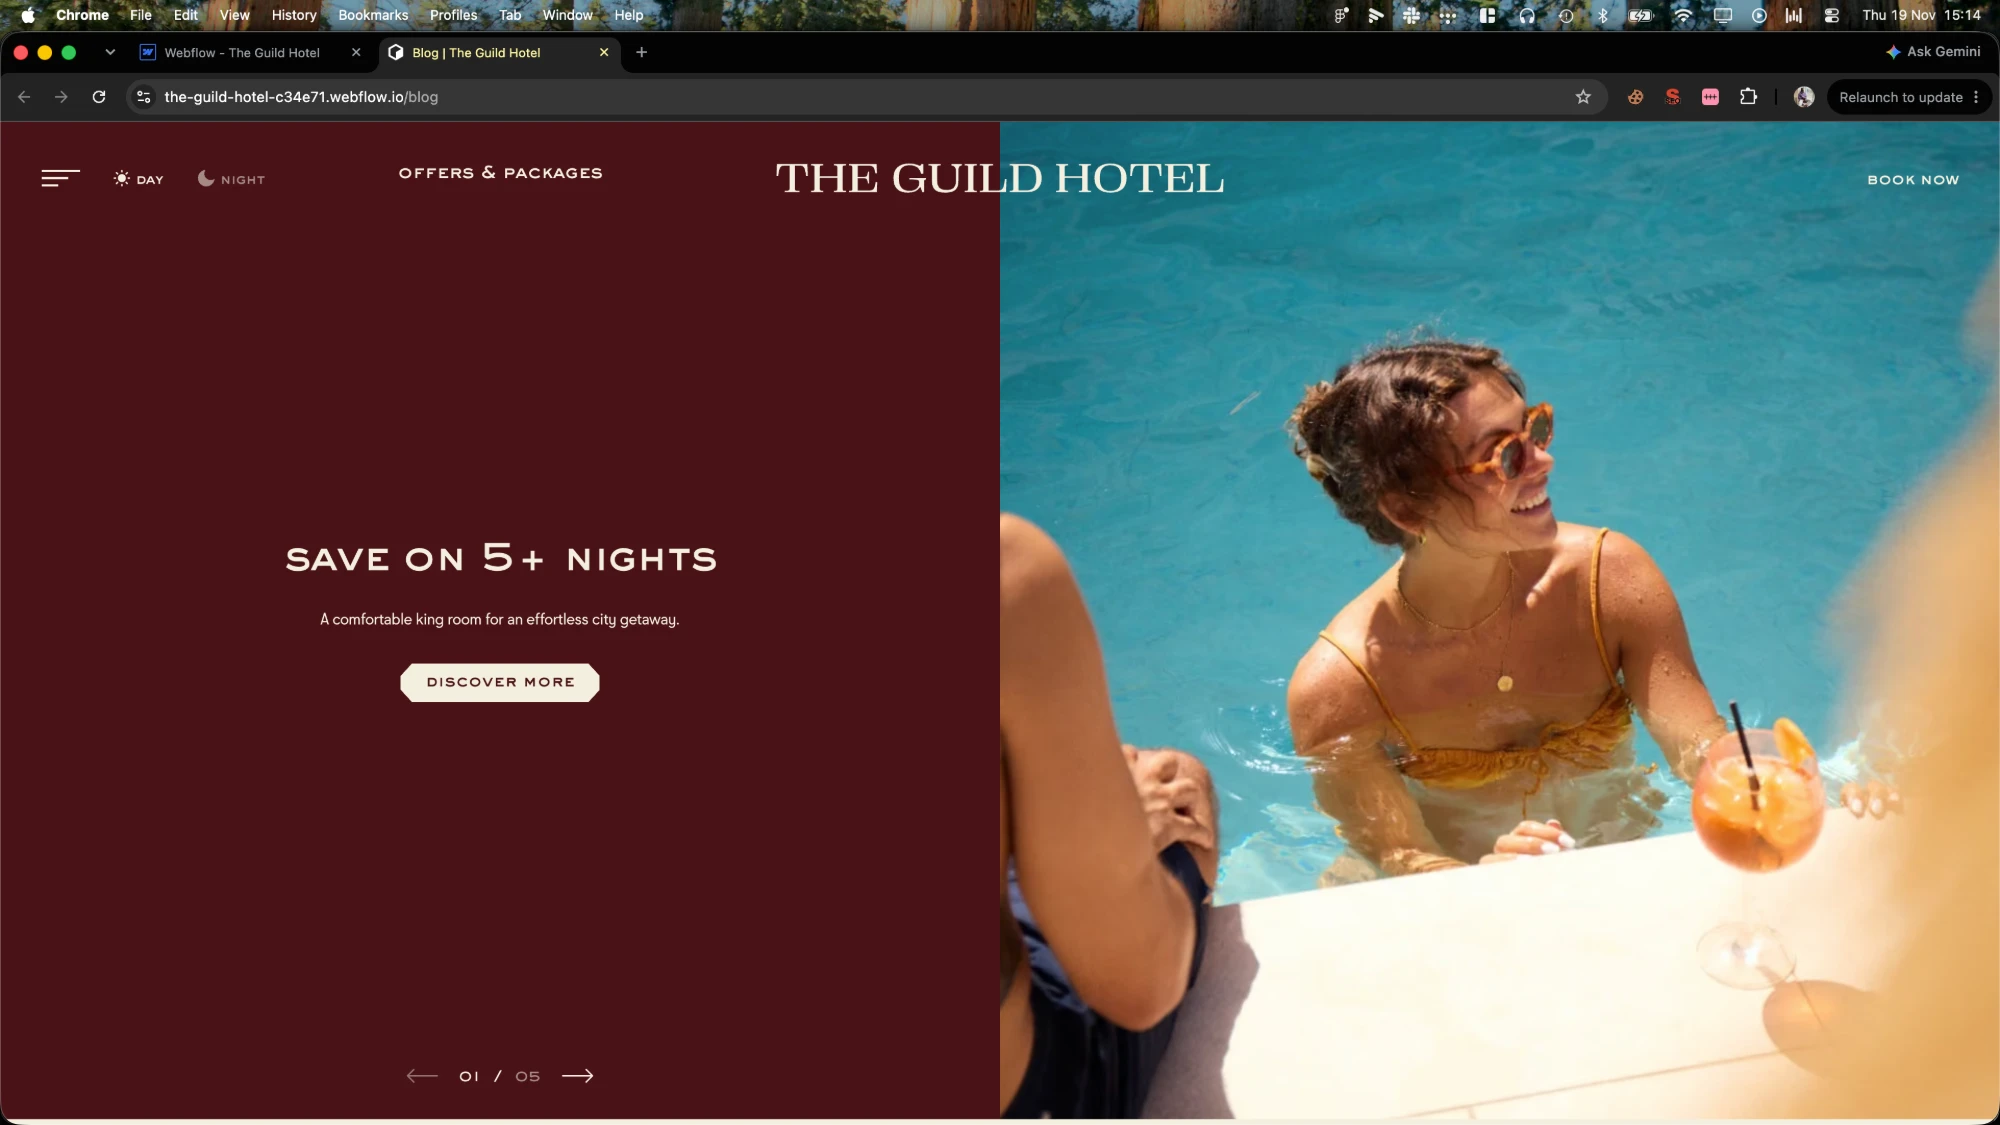 Chrome File Edit View History Bookmarks Profiles Tab Window Help Thu 19 Nov 15:14
Webflow - The Guild Hotel Blog | The Guild Hotel Ask Gemini
the-guild-hotel-c34e71.webflow.io/blog Relaunch to update
DAY NIGHT OFFERS & PACKAGES THE GUILD HOTEL BOOK NOW
SAVE ON 5+ NIGHTS
A comfortable king room for an effortless city getaway.
DISCOVER MORE
01 / 05